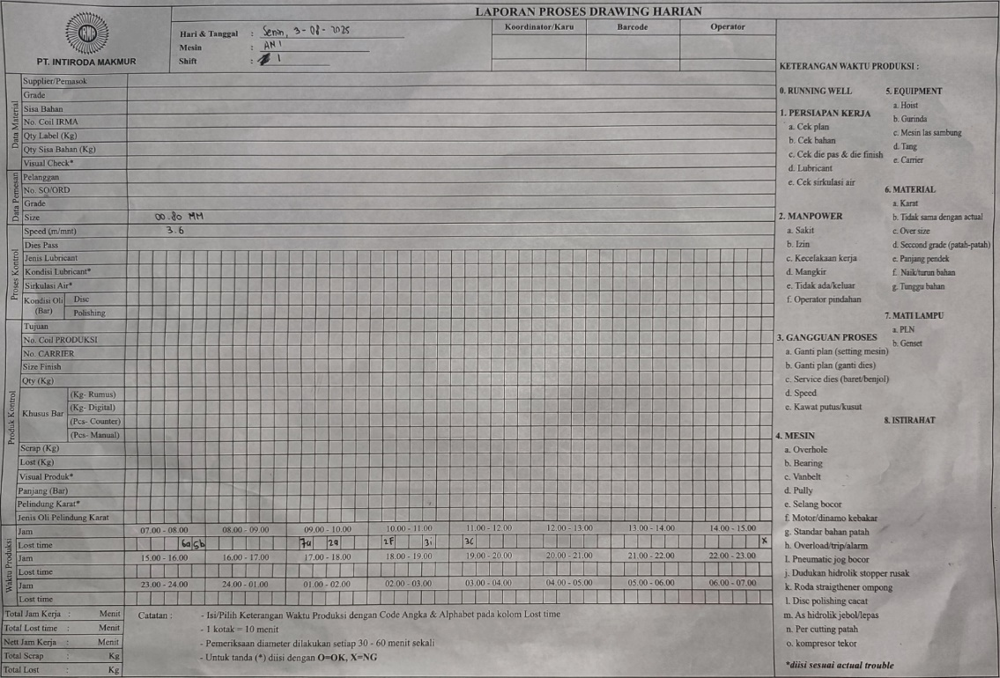 LAPORAN PROSES DRAWING HARIAN
IRMA
PT. INTIRODA MAKMUR
Hari & Tanggal : Senin, 3-08-2025
Mesin : AN1
Shift : 1
Koordinator/Karu Barcode Operator
Data Material
Supplier/Pemasok
Grade
Sisa Bahan
No. Coil IRMA
Qty Label (Kg)
Qty Sisa Bahan (Kg)
Visual Check*
Data Pemesan
Pelanggan
No. SO/ORD
Grade
Size 00.80 MM
Proses Kontrol
Speed (m/mnt) 3.6
Dies Pass
Jenis Lubricant
Kondisi Lubricant*
Sirkulasi Air*
Kondisi Oli (Bar) Disc
Polishing
Produk Kontrol
Tujuan
No. Coil PRODUKSI
No. CARRIER
Size Finish
Qty (Kg)
Khusus Bar
(Kg- Rumus)
(Kg- Digital)
(Pcs- Counter)
(Pcs- Manual)
Scrap (Kg)
Lost (Kg)
Visual Produk*
Panjang (Bar)
Pelindung Karat*
Jenis Oli Pelindung Karat
Waktu Produksi
Jam 07.00 - 08.00 08.00 - 09.00 09.00 - 10.00 10.00 - 11.00 11.00 - 12.00 12.00 - 13.00 13.00 - 14.00 14.00 - 15.00
Lost time 6a 5b 7a 2a 2F 3i 3c X
Jam 15.00 - 16.00 16.00 - 17.00 17.00 - 18.00 18.00 - 19.00 19.00 - 20.00 20.00 - 21.00 21.00 - 22.00 22.00 - 23.00
Lost time
Jam 23.00 - 24.00 24.00 - 01.00 01.00 - 02.00 02.00 - 03.00 03.00 - 04.00 04.00 - 05.00 05.00 - 06.00 06.00 - 07.00
Lost time
Total Jam Kerja : Menit
Total Lost time : Menit
Nett Jam Kerja : Menit
Total Scrap : Kg
Total Lost : Kg
Catatan : - Isi/Pilih Keterangan Waktu Produksi dengan Code Angka & Alphabet pada kolom Lost time
- 1 kotak = 10 menit
- Pemeriksaan diameter dilakukan setiap 30 - 60 menit sekali
- Untuk tanda (*) diisi dengan O=OK, X=NG
KETERANGAN WAKTU PRODUKSI :
0. RUNNING WELL
1. PERSIAPAN KERJA
a. Cek plan
b. Cek bahan
c. Cek die pas & die finish
d. Lubricant
e. Cek sirkulasi air
2. MANPOWER
a. Sakit
b. Izin
c. Kecelakaan kerja
d. Mangkir
e. Tidak ada/keluar
f. Operator pindahan
3. GANGGUAN PROSES
a. Ganti plan (setting mesin)
b. Ganti plan (ganti dies)
c. Service dies (baret/benjol)
d. Speed
e. Kawat putus/kusut
4. MESIN
a. Overhole
b. Bearing
c. Vanbelt
d. Pully
e. Selang bocor
f. Motor/dinamo kebakar
g. Standar bahan patah
h. Overload/trip/alarm
I. Pneumatic jog bocor
j. Dudukan hidrolik stopper rusak
k. Roda straigthener ompong
l. Disc polishing cacat
m. As hidrolik jebol/lepas
n. Per cutting patah
o. kompresor tekor
5. EQUIPMENT
a. Hoist
b. Gurinda
c. Mesin las sambung
d. Tang
e. Carrier
6. MATERIAL
a. Karat
b. Tidak sama dengan actual
c. Over size
d. Seccond grade (patah-patah)
e. Panjang pendek
f. Naik/turun bahan
g. Tunggu bahan
7. MATI LAMPU
a. PLN
b. Genset
8. ISTIRAHAT
*diisi sesuai actual trouble